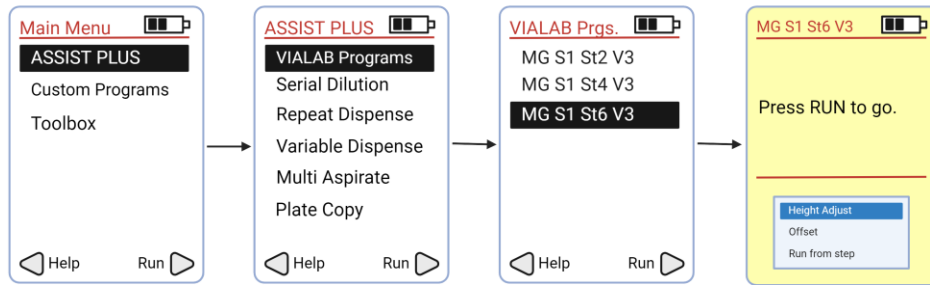 Main Menu
ASSIST PLUS
Custom Programs
Toolbox
Help
Run
ASSIST PLUS
VIALAB Programs
Serial Dilution
Repeat Dispense
Variable Dispense
Multi Aspirate
Plate Copy
Help
Run
VIALAB Prgs.
MG S1 St2 V3
MG S1 St4 V3
MG S1 St6 V3
Help
Run
MG S1 St6 V3
Press RUN to go.
Height Adjust
Offset
Run from step